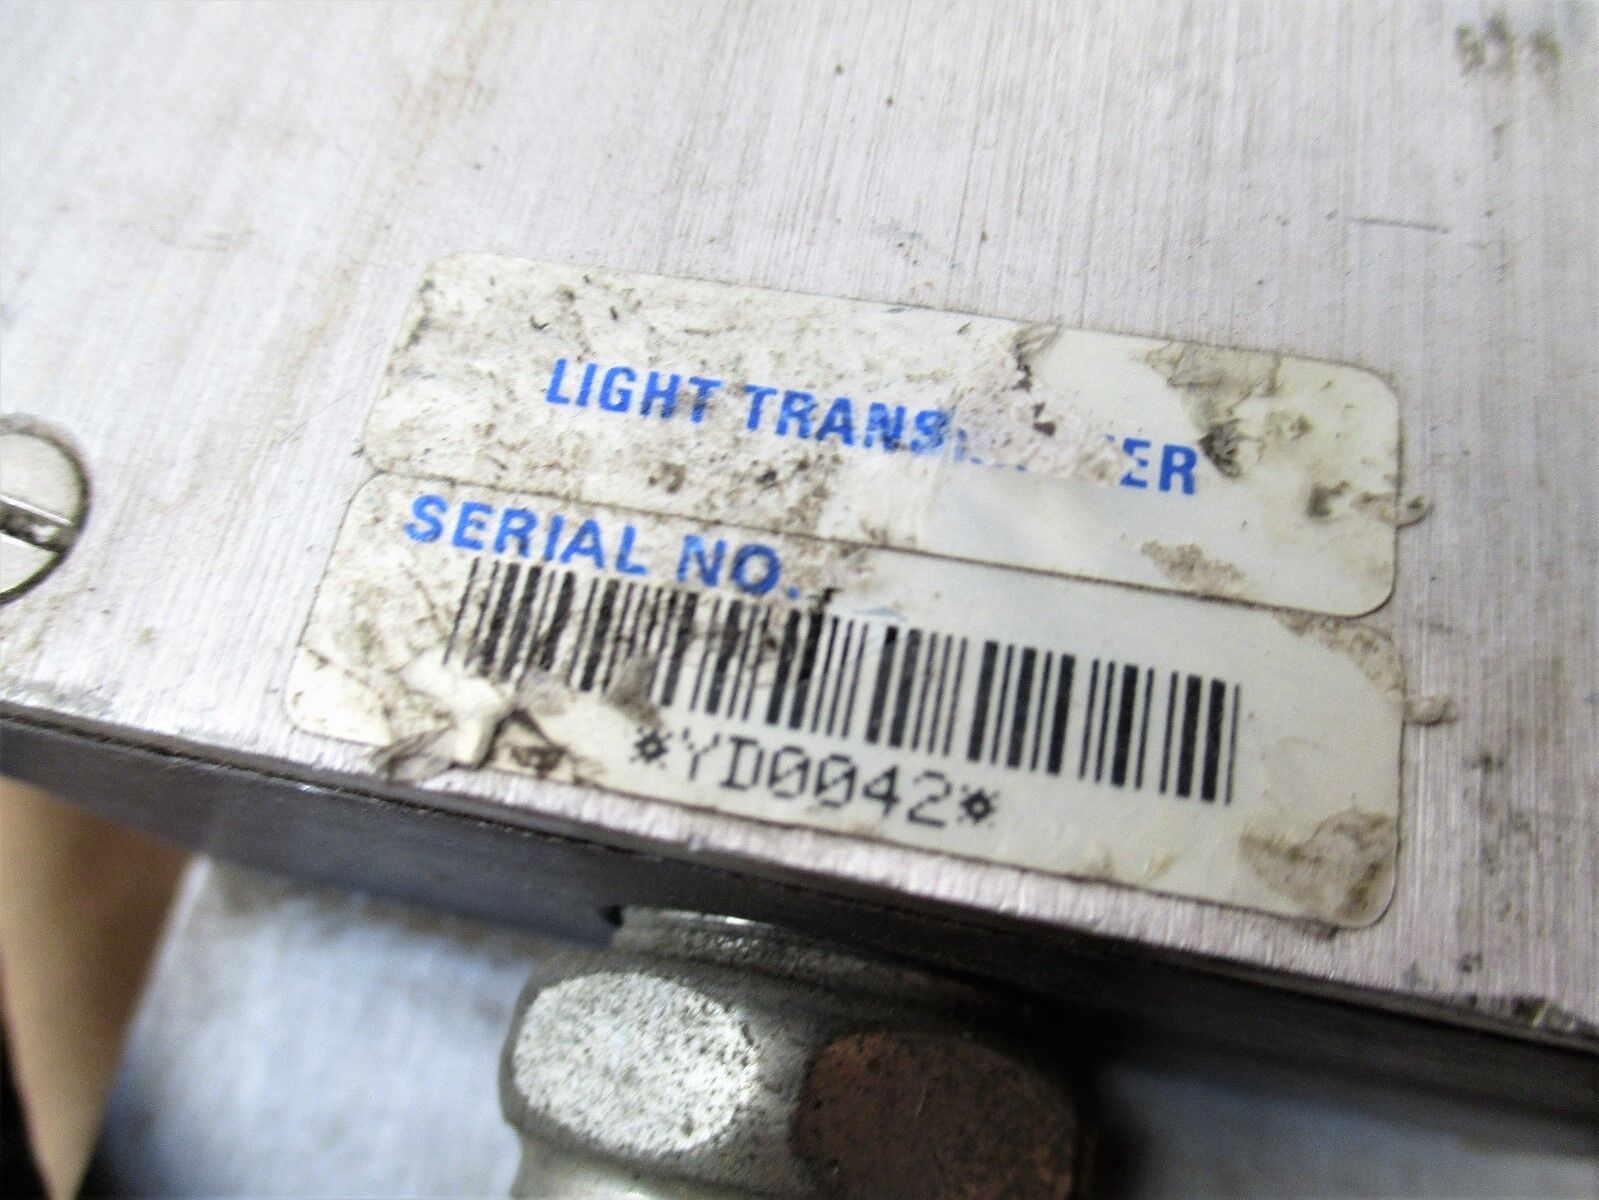 LIGHT
SERIAL NO.
*YD0042*